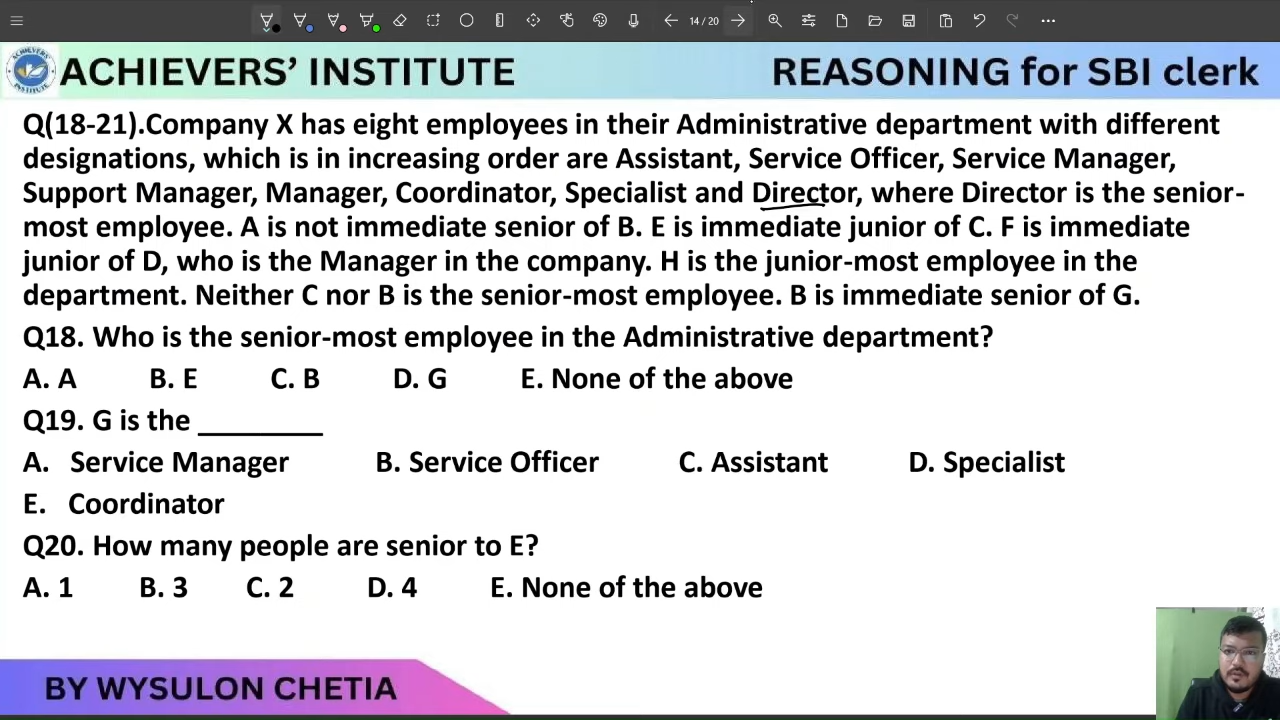 14 / 20
ACHIEVERS' INSTITUTE
REASONING for SBI clerk
Q(18-21).Company X has eight employees in their Administrative department with different
designations, which is in increasing order are Assistant, Service Officer, Service Manager,
Support Manager, Manager, Coordinator, Specialist and Director, where Director is the senior-
most employee. A is not immediate senior of B. E is immediate junior of C. F is immediate
junior of D, who is the Manager in the company. H is the junior-most employee in the
department. Neither C nor B is the senior-most employee. B is immediate senior of G.
Q18. Who is the senior-most employee in the Administrative department?
A. A B. E C. B D. G E. None of the above
Q19. G is the ________
A. Service Manager B. Service Officer C. Assistant D. Specialist
E. Coordinator
Q20. How many people are senior to E?
A. 1 B. 3 C. 2 D. 4 E. None of the above
BY WYSULON CHETIA